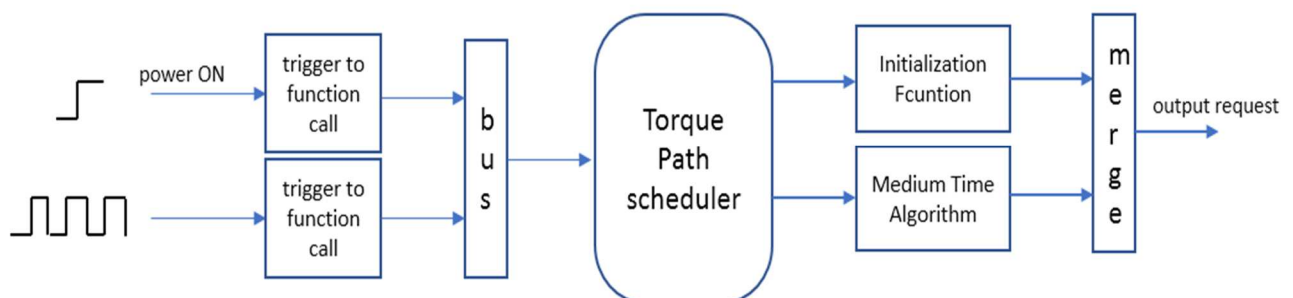 power ON
trigger to
function
call
trigger to
function
call
b
u
s
Torque
Path
scheduler
Initialization
Fcuntion
Medium Time
Algorithm
m
e
r
g
e
output request